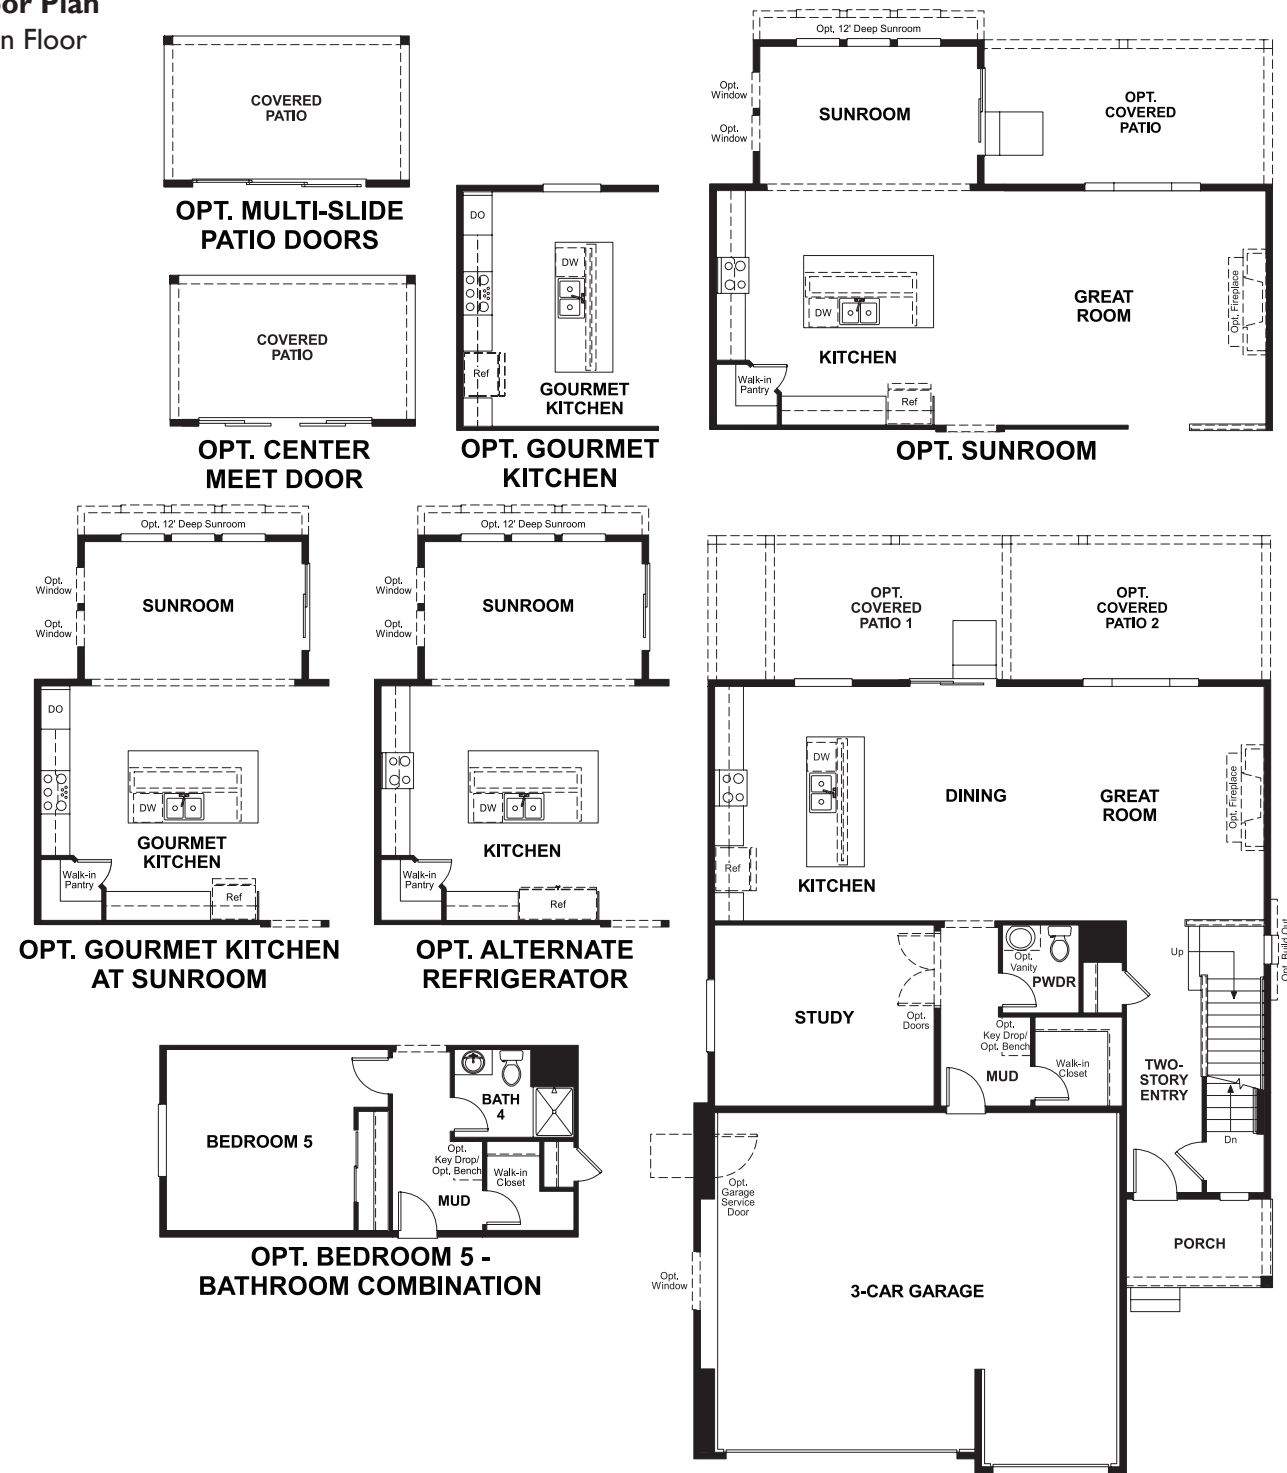 or Plan
n Floor
COVERED
PATIO
OPT. MULTI-SLIDE
PATIO DOORS
COVERED
PATIO
OPT. CENTER
MEET DOOR
DO
DW
Ref
GOURMET
KITCHEN
OPT. GOURMET
KITCHEN
Opt. 12' Deep Sunroom
Opt.
Window
Opt.
Window
SUNROOM
OPT.
COVERED
PATIO
DW
KITCHEN
GREAT
ROOM
Opt. Fireplace
Walk-in
Pantry
Ref
OPT. SUNROOM
Opt. 12' Deep Sunroom
Opt.
Window
Opt.
Window
SUNROOM
DO
DW
GOURMET
KITCHEN
Walk-in
Pantry
Ref
OPT. GOURMET KITCHEN
AT SUNROOM
Opt. 12' Deep Sunroom
Opt.
Window
Opt.
Window
SUNROOM
DW
KITCHEN
Walk-in
Pantry
Ref
OPT. ALTERNATE
REFRIGERATOR
BEDROOM 5
BATH
4
Opt.
Key Drop/
Opt. Bench
Walk-in
Closet
MUD
OPT. BEDROOM 5 -
BATHROOM COMBINATION
OPT.
COVERED
PATIO 1
OPT.
COVERED
PATIO 2
DW
Ref
KITCHEN
DINING
GREAT
ROOM
Opt. Fireplace
Opt. Build Out
STUDY
Opt.
Doors
Opt.
Vanity
PWDR
Opt.
Key Drop/
Opt. Bench
MUD
Walk-in
Closet
Up
TWO-
STORY
ENTRY
Dn
Opt.
Garage
Service
Door
Opt.
Window
3-CAR GARAGE
PORCH